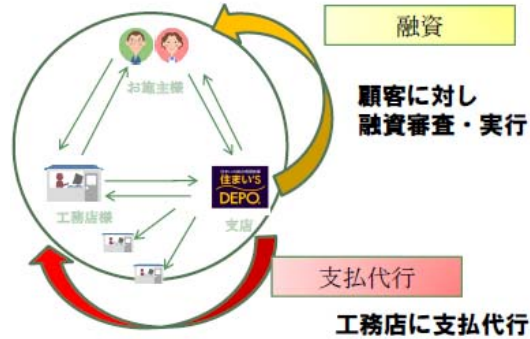 融資
顧客に対し
融資審査・実行
お施主様
住まい'S
DEPO.
工務店様
支店
支払代行
工務店に支払代行